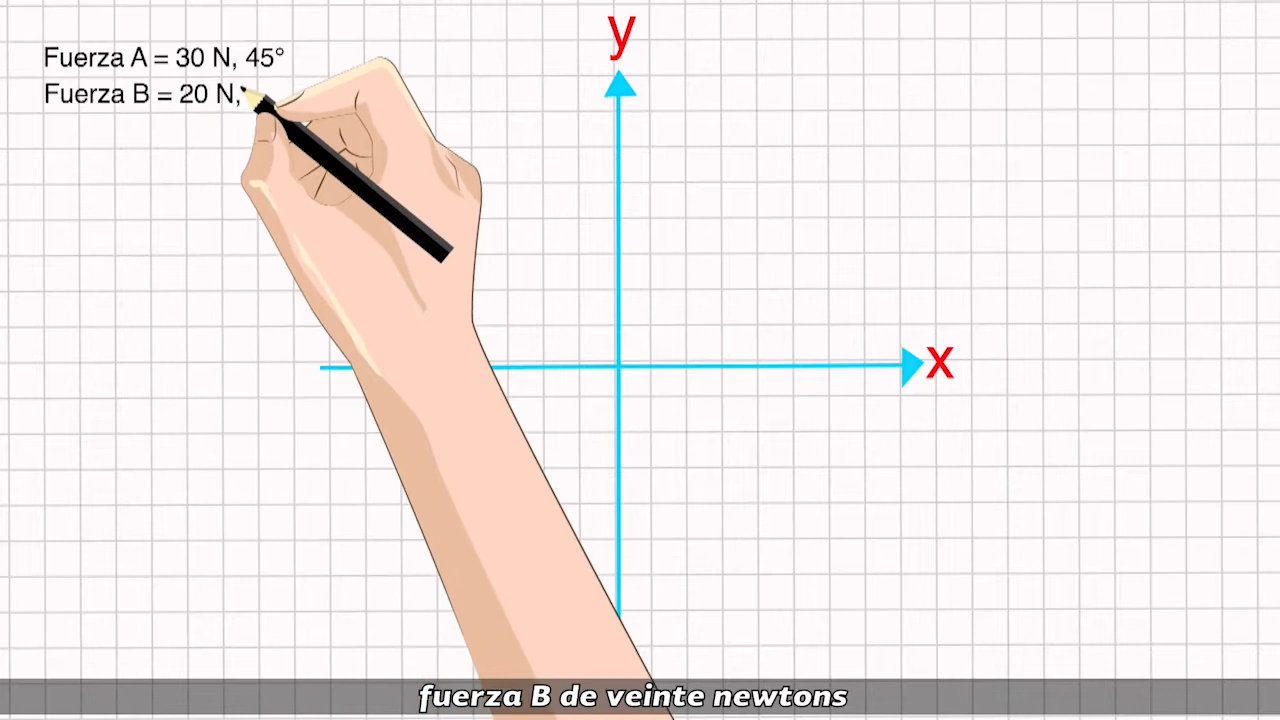 y
Fuerza A = 30 N, 45°
Fuerza B = 20 N,
x
fuerza B de veinte newtons